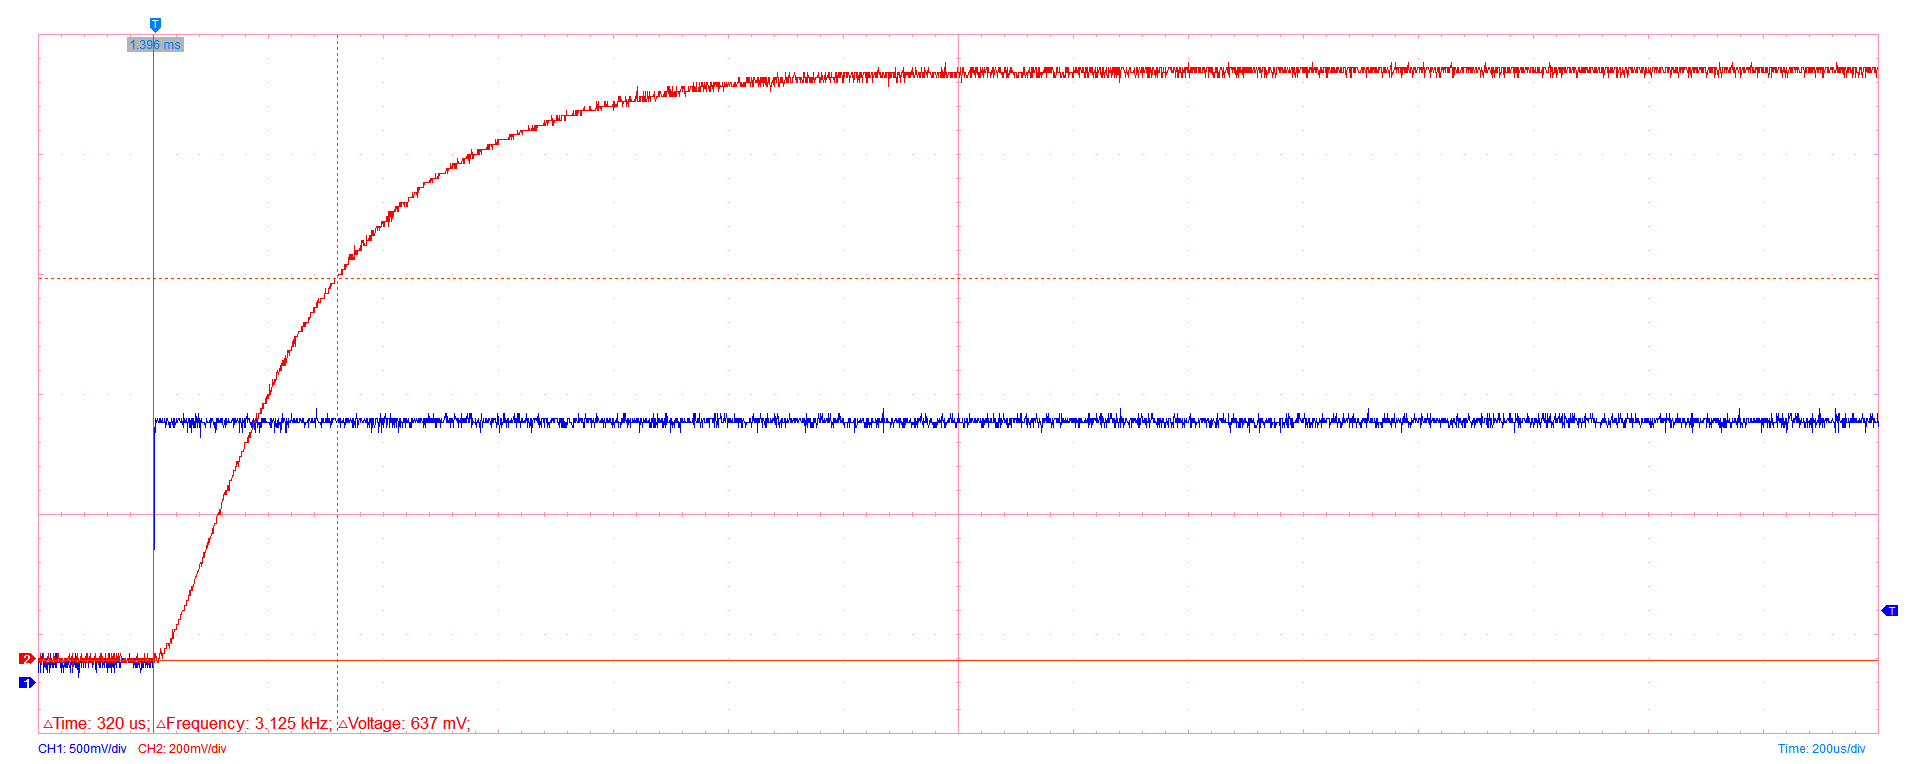 T
1.396 ms
T
2
1
△Time: 320 us; △Frequency: 3.125 kHz; △Voltage: 637 mV;
CH1: 500mV/div CH2: 200mV/div Time: 200us/div